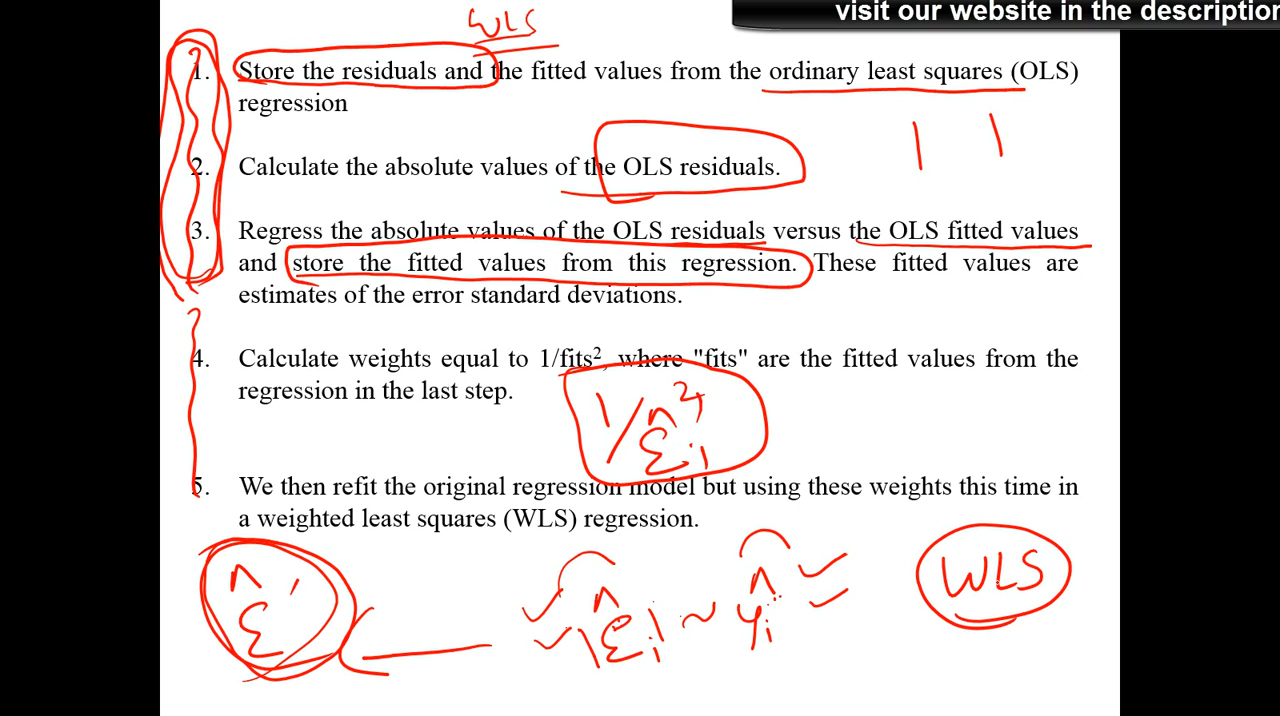 visit our website in the description
WLS
1. Store the residuals and the fitted values from the ordinary least squares (OLS)
regression
2. Calculate the absolute values of the OLS residuals.
3. Regress the absolute values of the OLS residuals versus the OLS fitted values
and store the fitted values from this regression. These fitted values are
estimates of the error standard deviations.
4. Calculate weights equal to 1/fits², where "fits" are the fitted values from the
regression in the last step.
1/ε̂ᵢ²
5. We then refit the original regression model but using these weights this time in
a weighted least squares (WLS) regression.
ε̂' |ε̂ᵢ| ~ ŷᵢ WLS